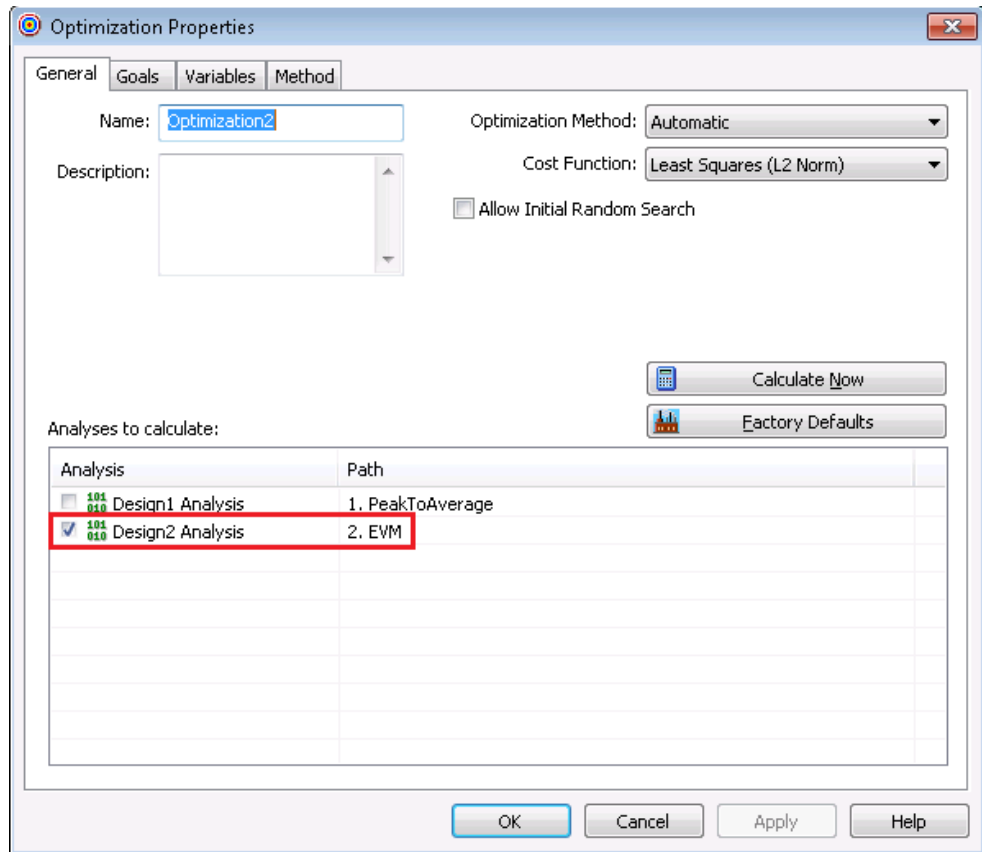 Optimization Properties
General Goals Variables Method
Name: Optimization2 Optimization Method: Automatic
Description: Cost Function: Least Squares (L2 Norm)
Allow Initial Random Search
Calculate Now
Factory Defaults
Analyses to calculate:
Analysis Path
101 010 Design1 Analysis 1. PeakToAverage
101 010 Design2 Analysis 2. EVM
OK Cancel Apply Help